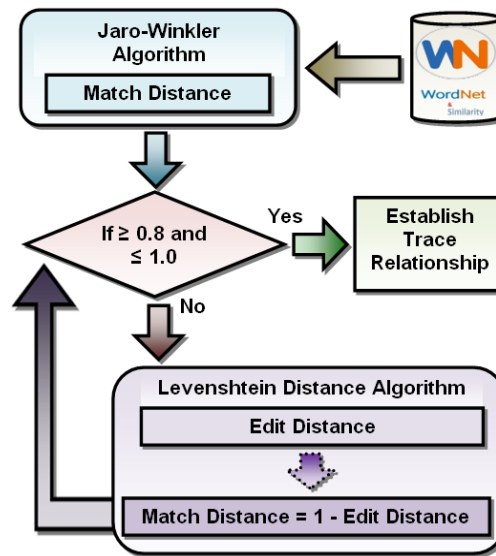 Jaro-Winkler
Algorithm
Match Distance
WN
WordNet
&
Similarity
If ≥ 0.8 and
≤ 1.0
Yes
Establish
Trace
Relationship
No
Levenshtein Distance Algorithm
Edit Distance
Match Distance = 1 - Edit Distance